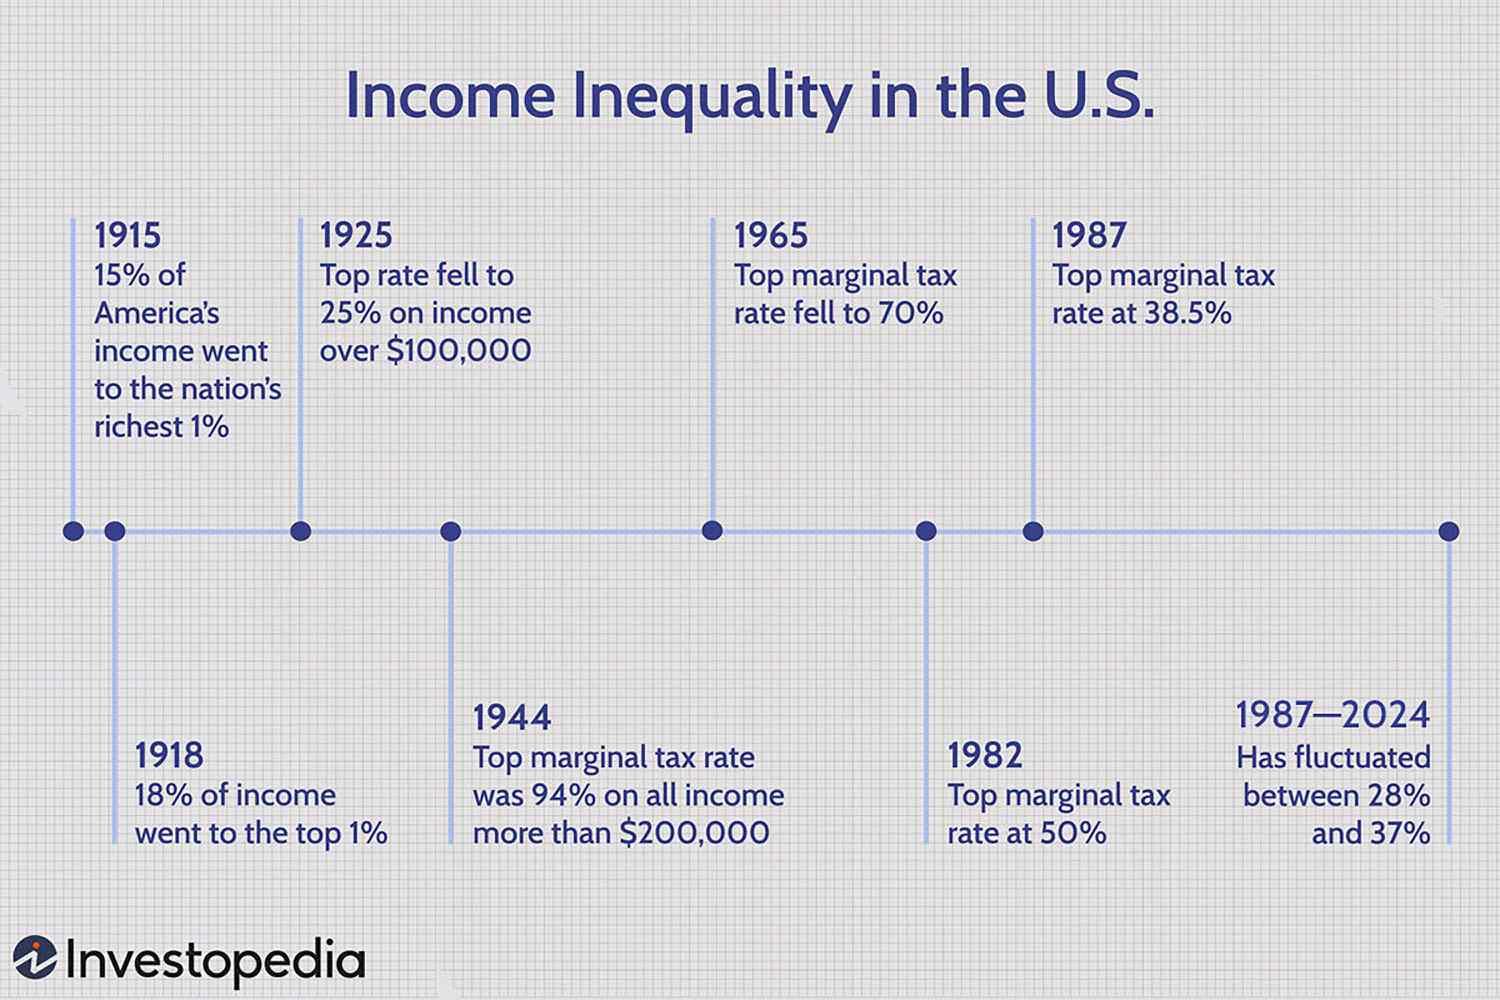 Income Inequality in the U.S.
1915
15% of
America's
income went
to the nation's
richest 1%
1925
Top rate fell to
25% on income
over $100,000
1965
Top marginal tax
rate fell to 70%
1987
Top marginal tax
rate at 38.5%
1918
18% of income
went to the top 1%
1944
Top marginal tax rate
was 94% on all income
more than $200,000
1982
Top marginal tax
rate at 50%
1987—2024
Has fluctuated
between 28%
and 37%
Investopedia